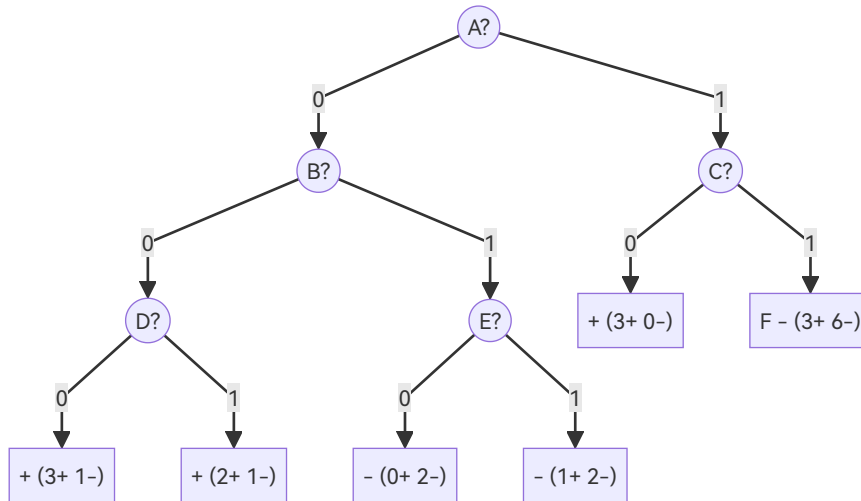 A?
0
1
B?
C?
0
1
0
1
D?
E?
+ (3+ 0−)
F − (3+ 6−)
0
1
0
1
+ (3+ 1−)
+ (2+ 1−)
− (0+ 2−)
− (1+ 2−)